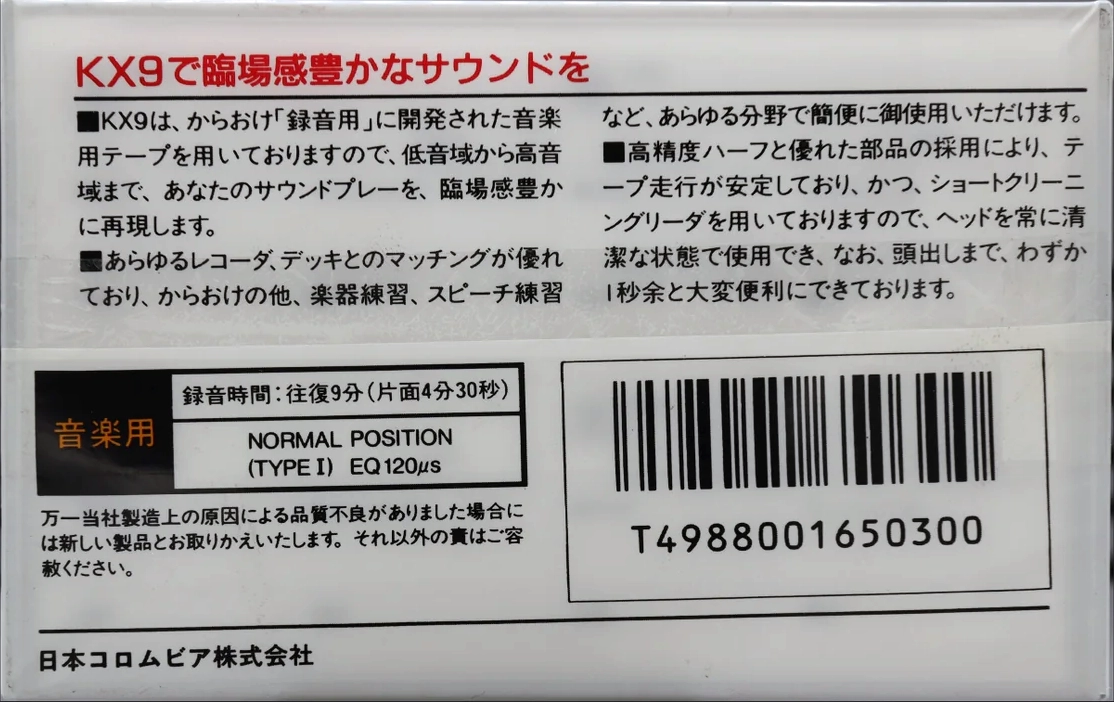 KX9で臨場感豊かなサウンドを
■KX9は、からおけ「録音用」に開発された音楽
用テープを用いておりますので、低音域から高音
域まで、あなたのサウンドプレーを、臨場感豊か
に再現します。
■あらゆるレコーダ、デッキとのマッチングが優れ
ており、からおけの他、楽器練習、スピーチ練習
など、あらゆる分野で簡便に御使用いただけます。
■高精度ハーフと優れた部品の採用により、テ
ープ走行が安定しており、かつ、ショートクリーニ
ングリーダを用いておりますので、ヘッドを常に清
潔な状態で使用でき、なお、頭出しまで、わずか
1秒余と大変便利にできております。
音楽用
録音時間:往復9分(片面4分30秒)
NORMAL POSITION
(TYPE I) EQ120μs
万一当社製造上の原因による品質不良がありました場合に
は新しい製品とお取りかえいたします。それ以外の責はご容
赦ください。
T4988001650300
日本コロムビア株式会社